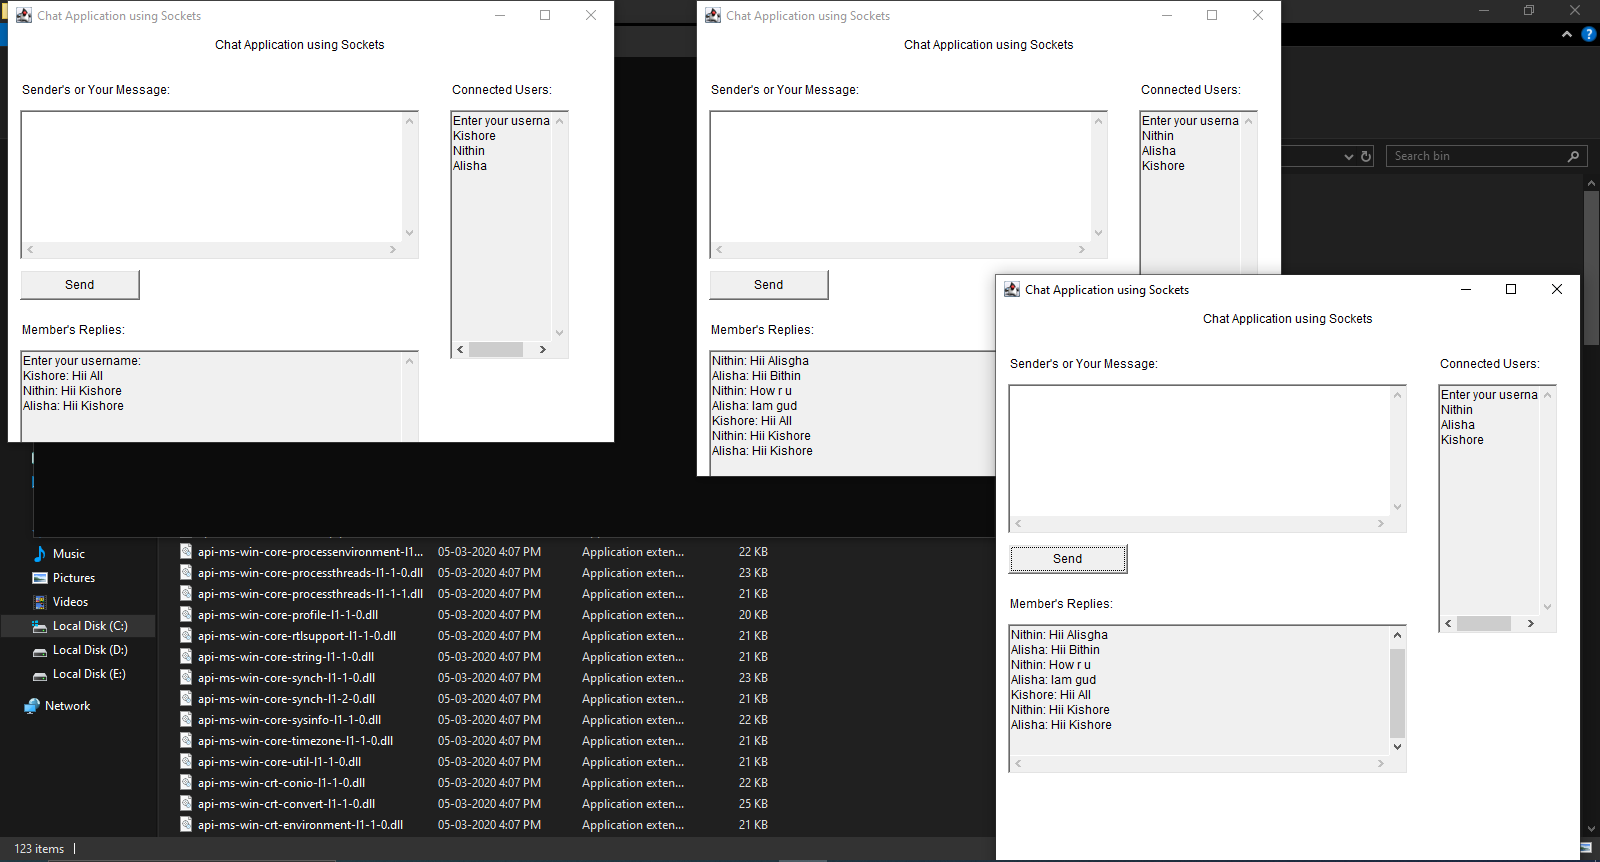 Chat Application using Sockets
Chat Application using Sockets
Sender's or Your Message:
Connected Users:
Enter your userna
Kishore
Nithin
Alisha
Send
Member's Replies:
Enter your username:
Kishore: Hii All
Nithin: Hii Kishore
Alisha: Hii Kishore
Chat Application using Sockets
Chat Application using Sockets
Sender's or Your Message:
Connected Users:
Enter your userna
Nithin
Alisha
Kishore
Send
Member's Replies:
Nithin: Hii Alisgha
Alisha: Hii Bithin
Nithin: How r u
Alisha: Iam gud
Kishore: Hii All
Nithin: Hii Kishore
Alisha: Hii Kishore
Search bin
Chat Application using Sockets
Chat Application using Sockets
Sender's or Your Message:
Connected Users:
Enter your userna
Nithin
Alisha
Kishore
Send
Member's Replies:
Nithin: Hii Alisgha
Alisha: Hii Bithin
Nithin: How r u
Alisha: Iam gud
Kishore: Hii All
Nithin: Hii Kishore
Alisha: Hii Kishore
Music
Pictures
Videos
Local Disk (C:)
Local Disk (D:)
Local Disk (E:)
Network
api-ms-win-core-processenvironment-l1... 05-03-2020 4:07 PM Application exten... 22 KB
api-ms-win-core-processthreads-l1-1-0.dll 05-03-2020 4:07 PM Application exten... 23 KB
api-ms-win-core-processthreads-l1-1-1.dll 05-03-2020 4:07 PM Application exten... 21 KB
api-ms-win-core-profile-l1-1-0.dll 05-03-2020 4:07 PM Application exten... 20 KB
api-ms-win-core-rtlsupport-l1-1-0.dll 05-03-2020 4:07 PM Application exten... 21 KB
api-ms-win-core-string-l1-1-0.dll 05-03-2020 4:07 PM Application exten... 21 KB
api-ms-win-core-synch-l1-1-0.dll 05-03-2020 4:07 PM Application exten... 23 KB
api-ms-win-core-synch-l1-2-0.dll 05-03-2020 4:07 PM Application exten... 21 KB
api-ms-win-core-sysinfo-l1-1-0.dll 05-03-2020 4:07 PM Application exten... 22 KB
api-ms-win-core-timezone-l1-1-0.dll 05-03-2020 4:07 PM Application exten... 21 KB
api-ms-win-core-util-l1-1-0.dll 05-03-2020 4:07 PM Application exten... 21 KB
api-ms-win-crt-conio-l1-1-0.dll 05-03-2020 4:07 PM Application exten... 22 KB
api-ms-win-crt-convert-l1-1-0.dll 05-03-2020 4:07 PM Application exten... 25 KB
api-ms-win-crt-environment-l1-1-0.dll 05-03-2020 4:07 PM Application exten... 21 KB
123 items